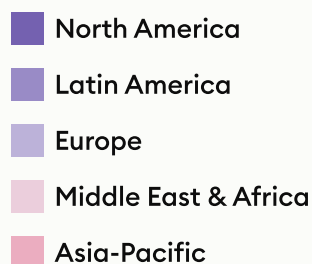 North America
Latin America
Europe
Middle East & Africa
Asia-Pacific